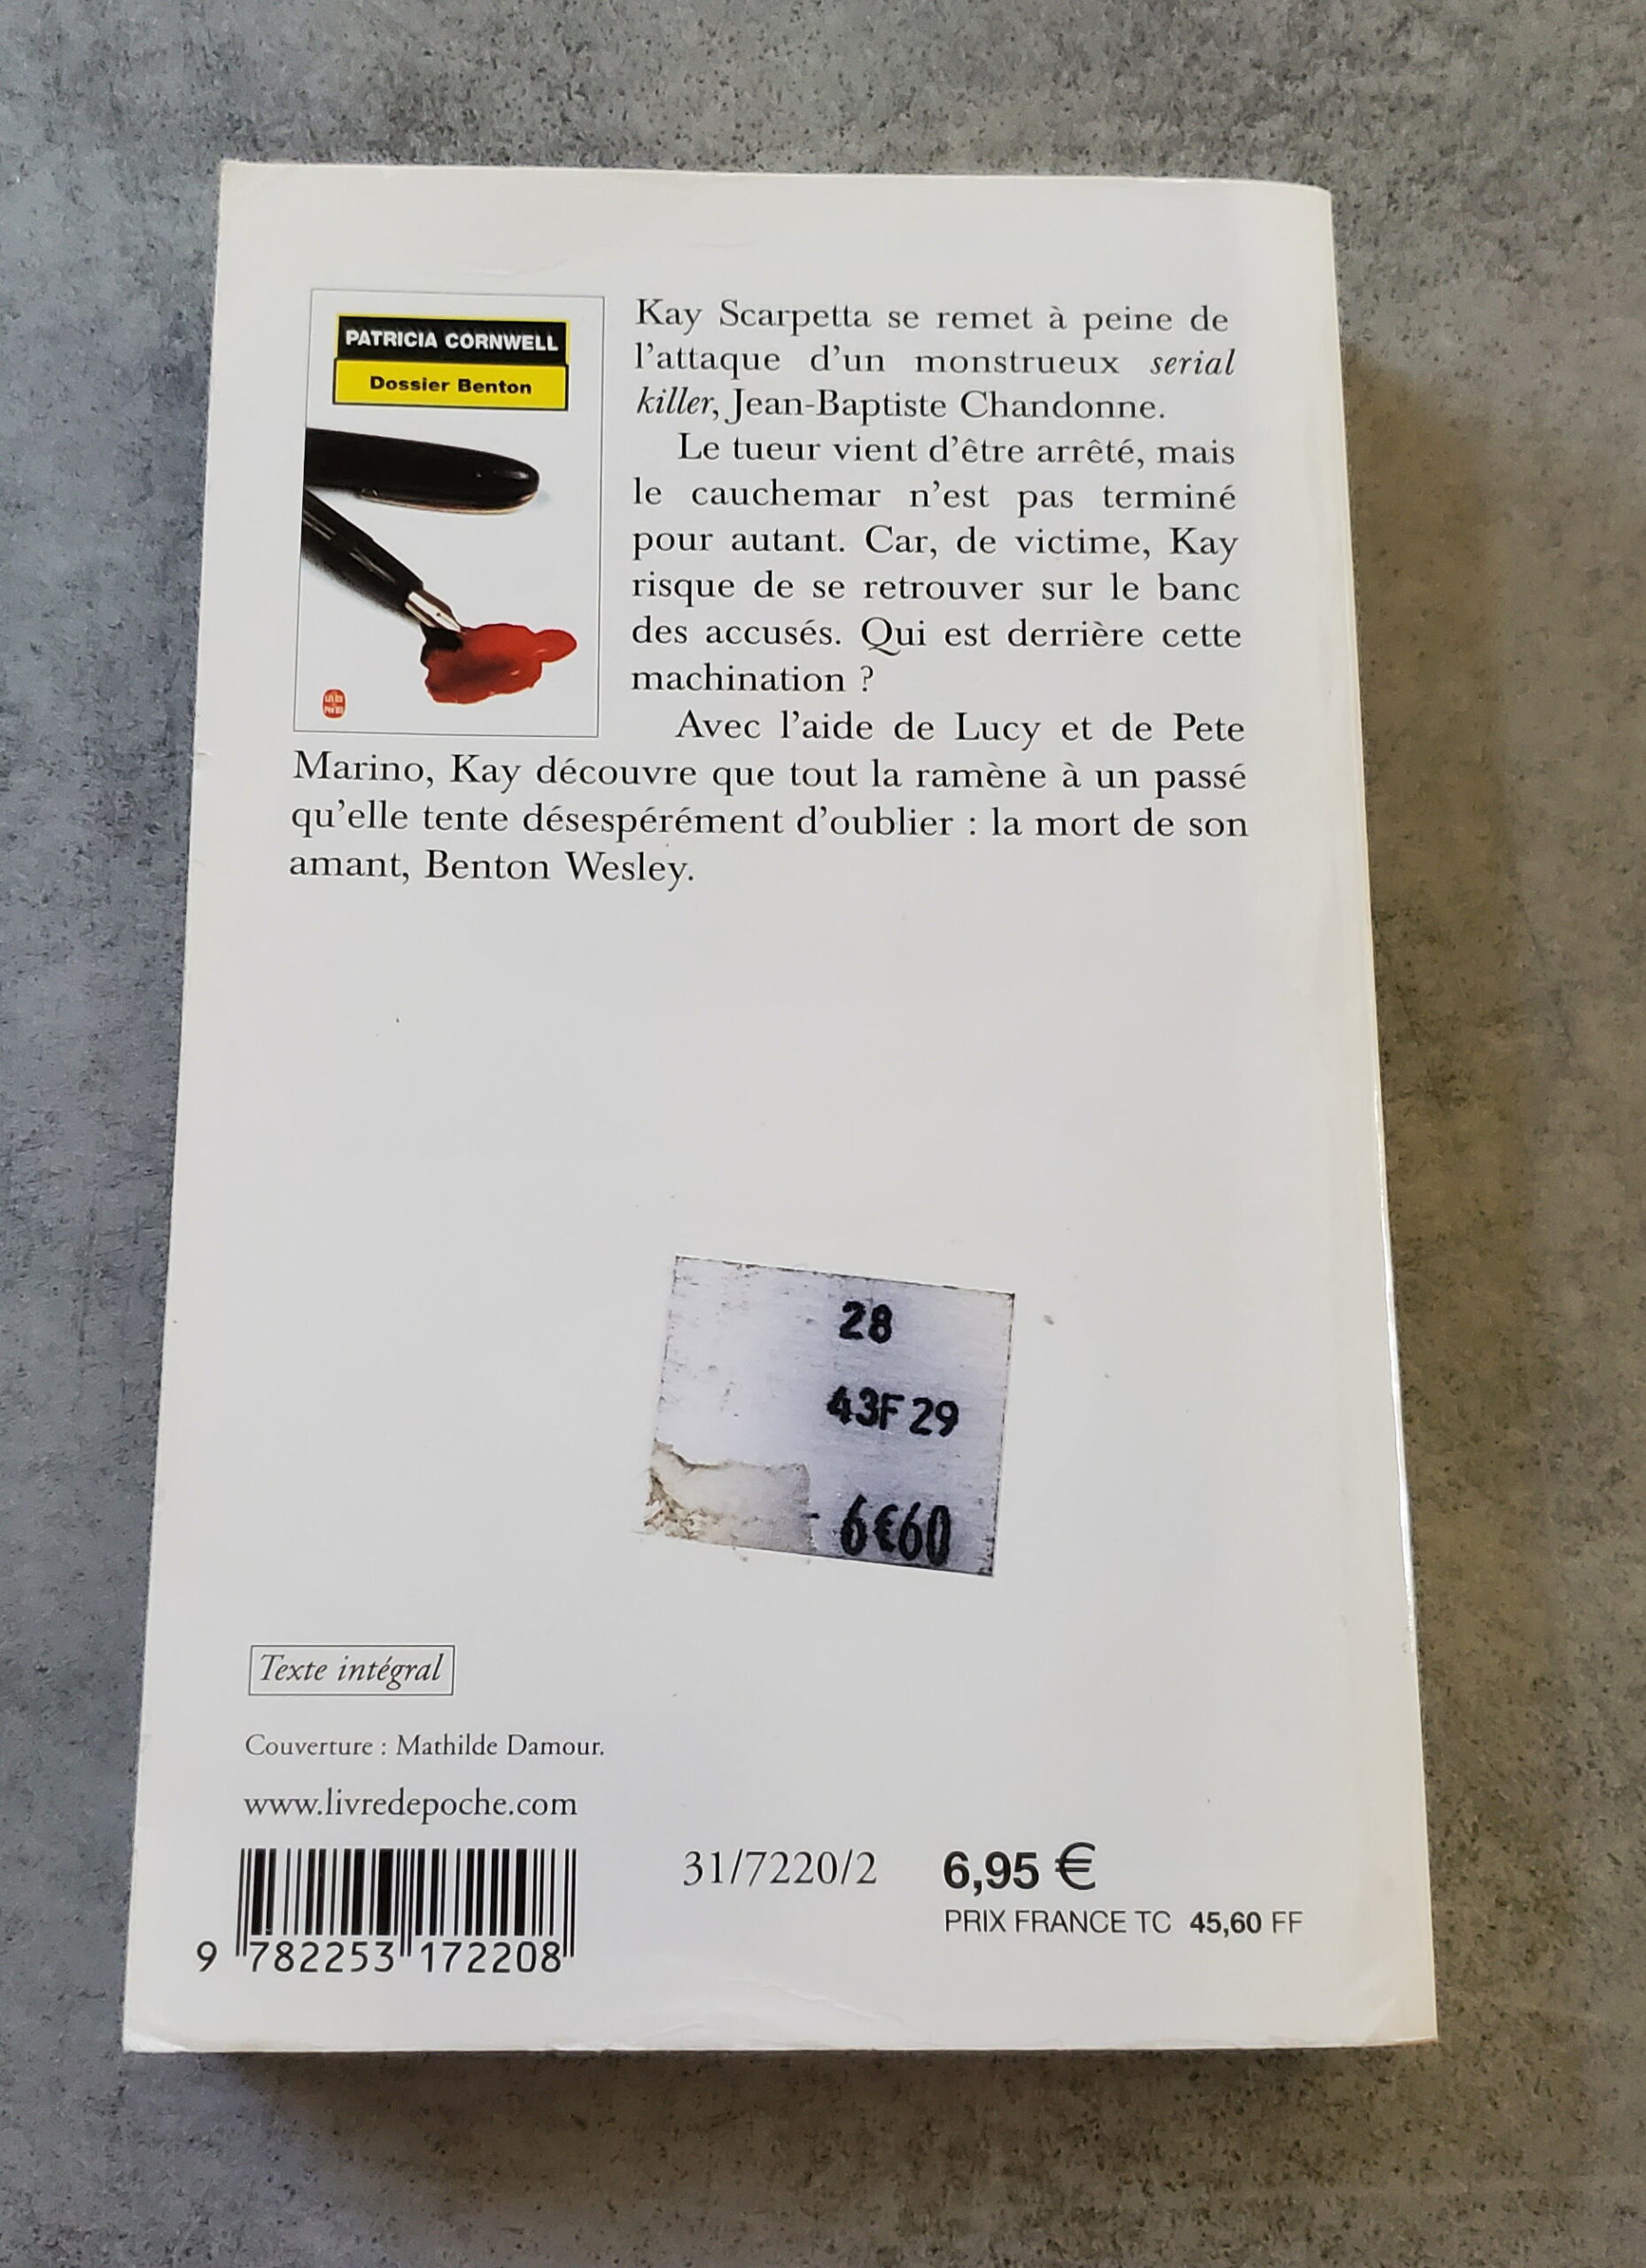 PATRICIA CORNWELL
Dossier Benton
Kay Scarpetta se remet à peine de
l'attaque d'un monstrueux serial
killer, Jean-Baptiste Chandonne.
Le tueur vient d'être arrêté, mais
le cauchemar n'est pas terminé
pour autant. Car, de victime, Kay
risque de se retrouver sur le banc
des accusés. Qui est derrière cette
machination ?
Avec l'aide de Lucy et de Pete
Marino, Kay découvre que tout la ramène à un passé
qu'elle tente désespérément d'oublier : la mort de son
amant, Benton Wesley.
28
43F29
6€60
Texte intégral
Couverture : Mathilde Damour.
www.livredepoche.com
31/7220/2
6,95 €
PRIX FRANCE TC 45,60 FF
9 782253 172208